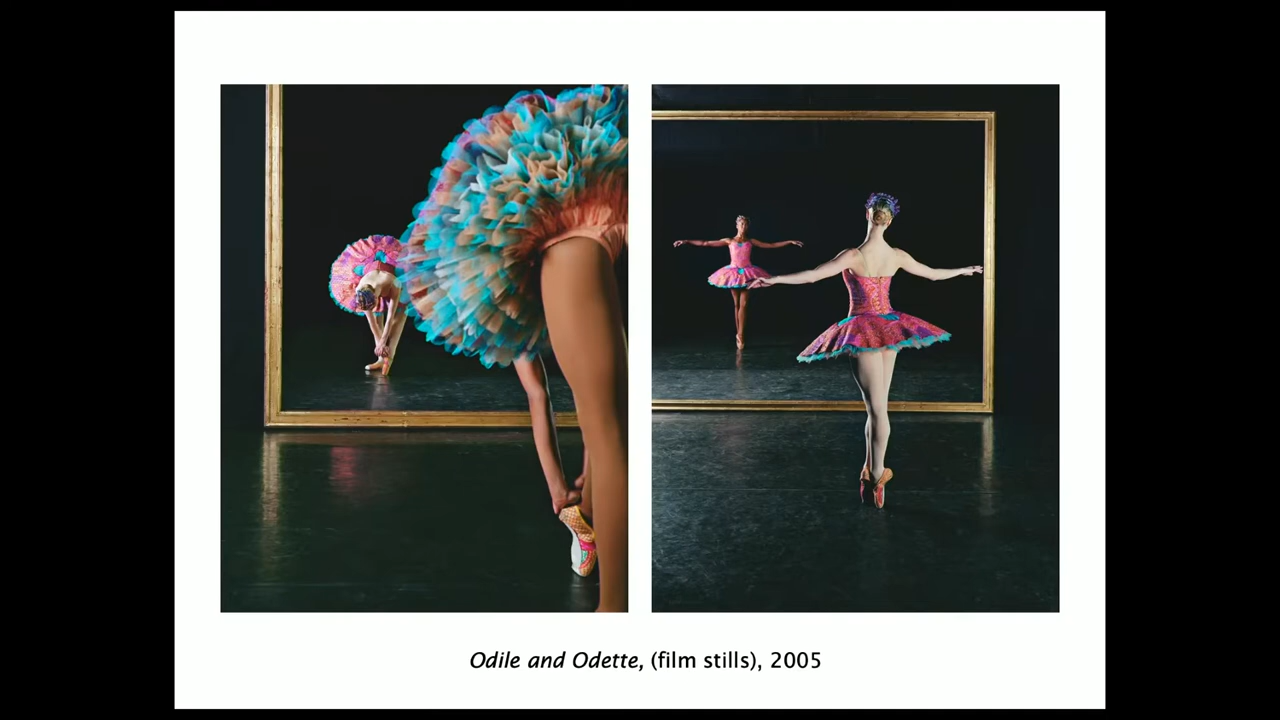 Odile and Odette, (film stills), 2005